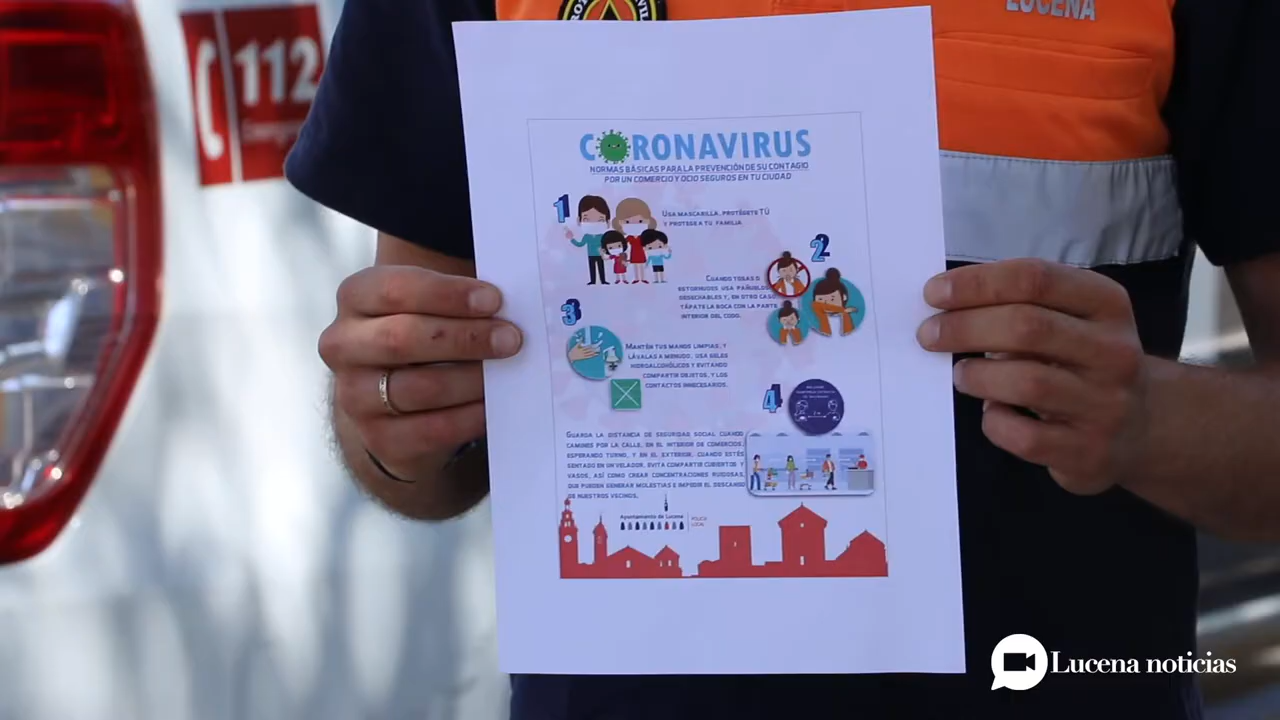 LUCENA
112
CORONAVIRUS
NORMAS BÁSICAS PARA LA PREVENCIÓN DE SU CONTAGIO
POR UN COMERCIO Y OCIO SEGUROS EN TU CIUDAD
1
USA MASCARILLA, PROTÉGETE TÚ
Y PROTEGE A TU FAMILIA.
2
CUANDO TOSAS O
ESTORNUDES USA PAÑUELOS
DESECHABLES Y, EN OTRO CASO,
TÁPATE LA BOCA CON LA PARTE
INTERIOR DEL CODO.
3
MANTÉN TUS MANOS LIMPIAS, Y
LÁVALAS A MENUDO, USA GELES
HIDROALCOHÓLICOS Y EVITANDO
COMPARTIR OBJETOS, Y LOS
CONTACTOS INNECESARIOS.
4
GUARDA LA DISTANCIA DE SEGURIDAD SOCIAL CUANDO
CAMINES POR LA CALLE, EN EL INTERIOR DE COMERCIOS,
ESPERANDO TURNO, Y EN EL EXTERIOR, CUANDO ESTÉS
SENTADO EN UN VELADOR, EVITA COMPARTIR CUBIERTOS Y
VASOS, ASÍ COMO CREAR CONCENTRACIONES RUIDOSAS,
QUE PUEDEN GENERAR MOLESTIAS E IMPEDIR EL DESCANSO
DE NUESTROS VECINOS.
Ayuntamiento de Lucena
POLICÍA
LOCAL
Lucena noticias